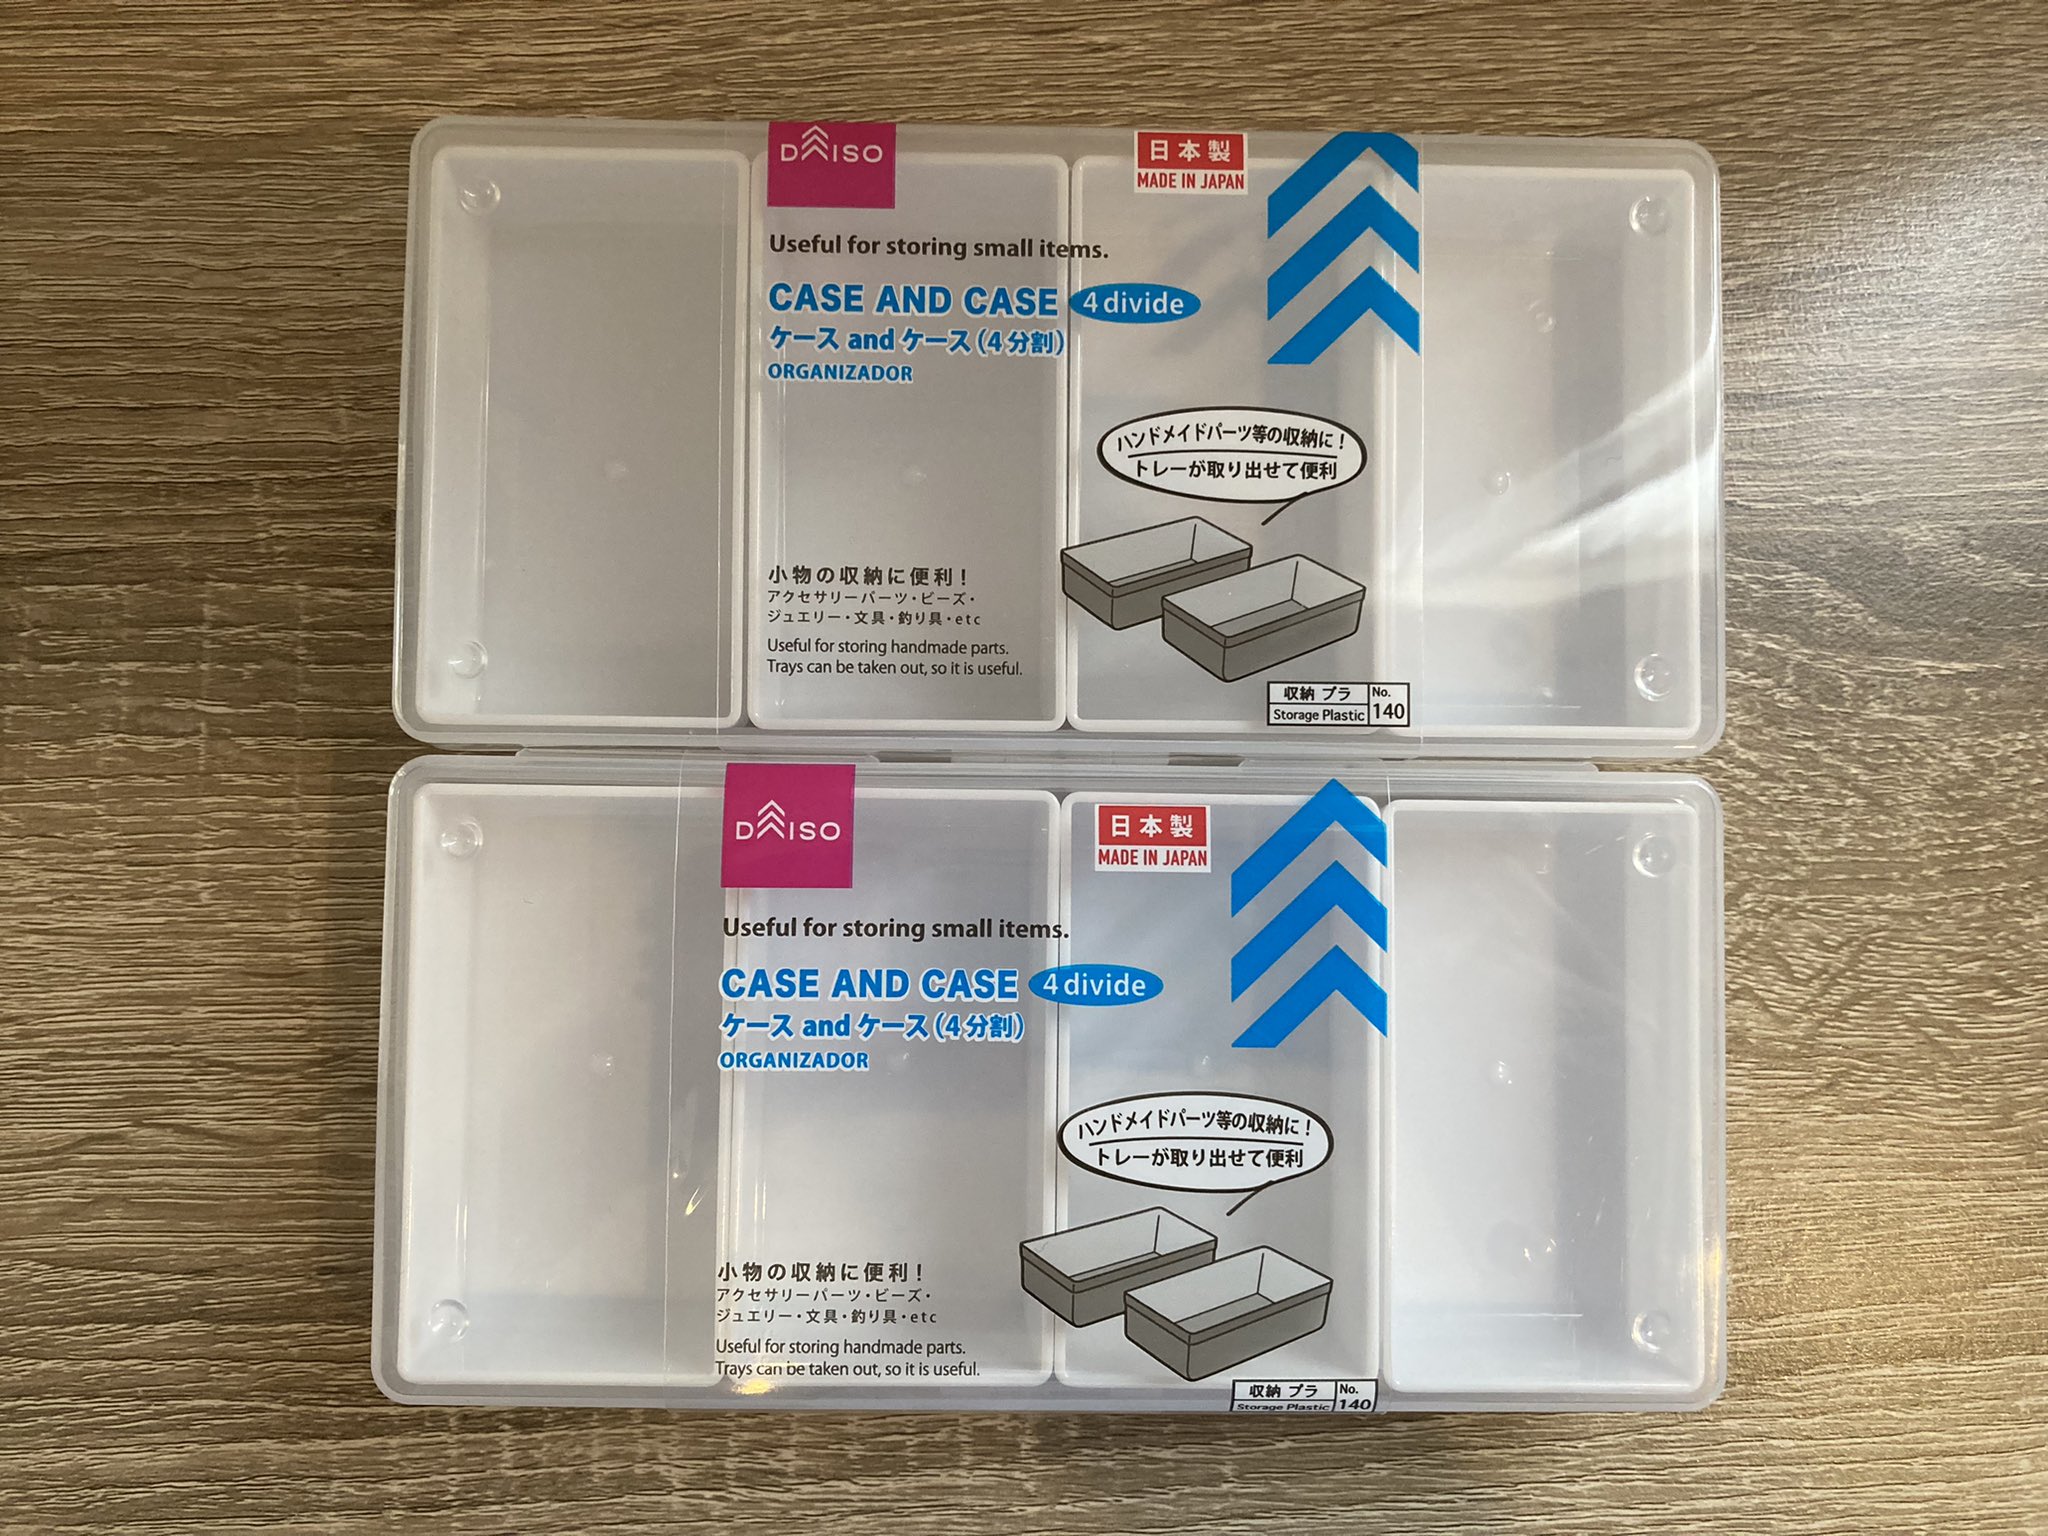 DAISO
日本製
MADE IN JAPAN
Useful for storing small items.
CASE AND CASE 4 divide
ケース and ケース(4分割)
ORGANIZADOR
ハンドメイドパーツ等の収納に!
トレーが取り出せて便利
小物の収納に便利!
アクセサリーパーツ・ビーズ・
ジュエリー・文具・釣り具・etc
Useful for storing handmade parts.
Trays can be taken out, so it is useful.
収納 プラ
Storage Plastic
No.
140
DAISO
日本製
MADE IN JAPAN
Useful for storing small items.
CASE AND CASE 4 divide
ケース and ケース(4分割)
ORGANIZADOR
ハンドメイドパーツ等の収納に!
トレーが取り出せて便利
小物の収納に便利!
アクセサリーパーツ・ビーズ・
ジュエリー・文具・釣り具・etc
Useful for storing handmade parts.
Trays can be taken out, so it is useful.
収納 プラ
Storage Plastic
No.
140